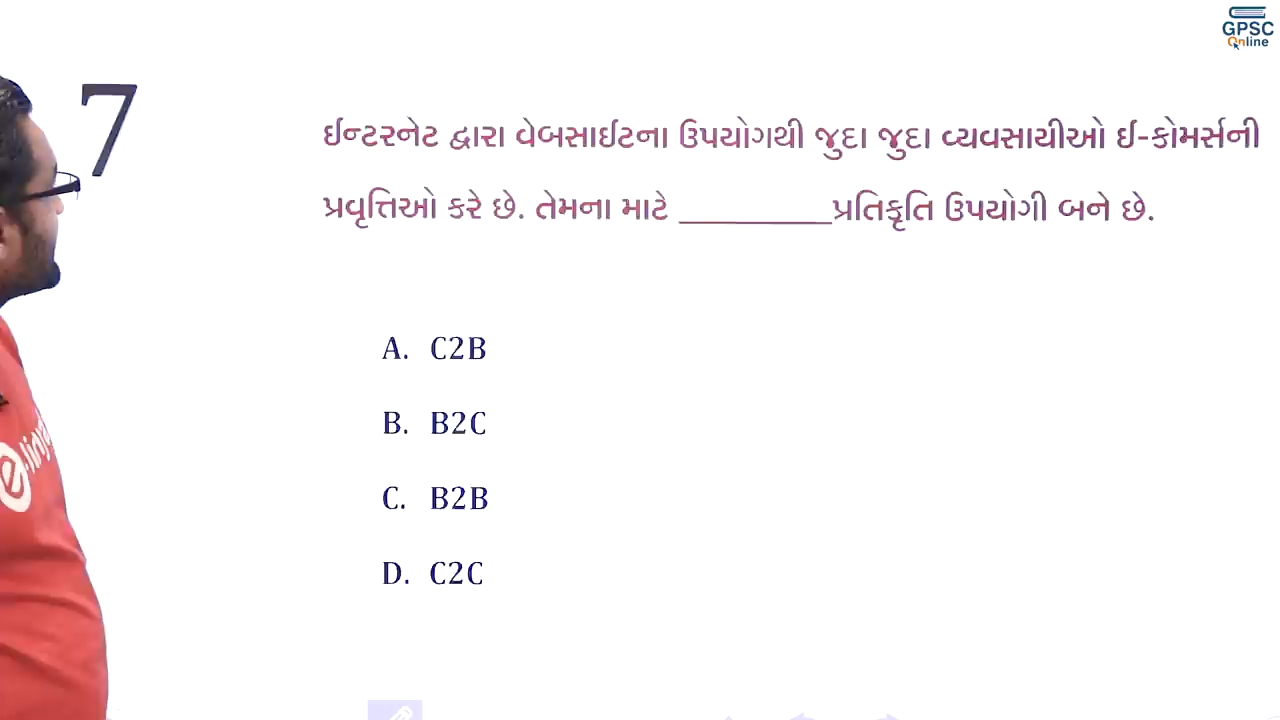 GPSC
Online
7
ઈન્ટરનેટ દ્વારા વેબસાઈટના ઉપયોગથી જુદા જુદા વ્યવસાયીઓ ઈ-કોમર્સની
પ્રવૃત્તિઓ કરે છે. તેમના માટે __________પ્રતિકૃતિ ઉપયોગી બને છે.
A. C2B
B. B2C
C. B2B
D. C2C